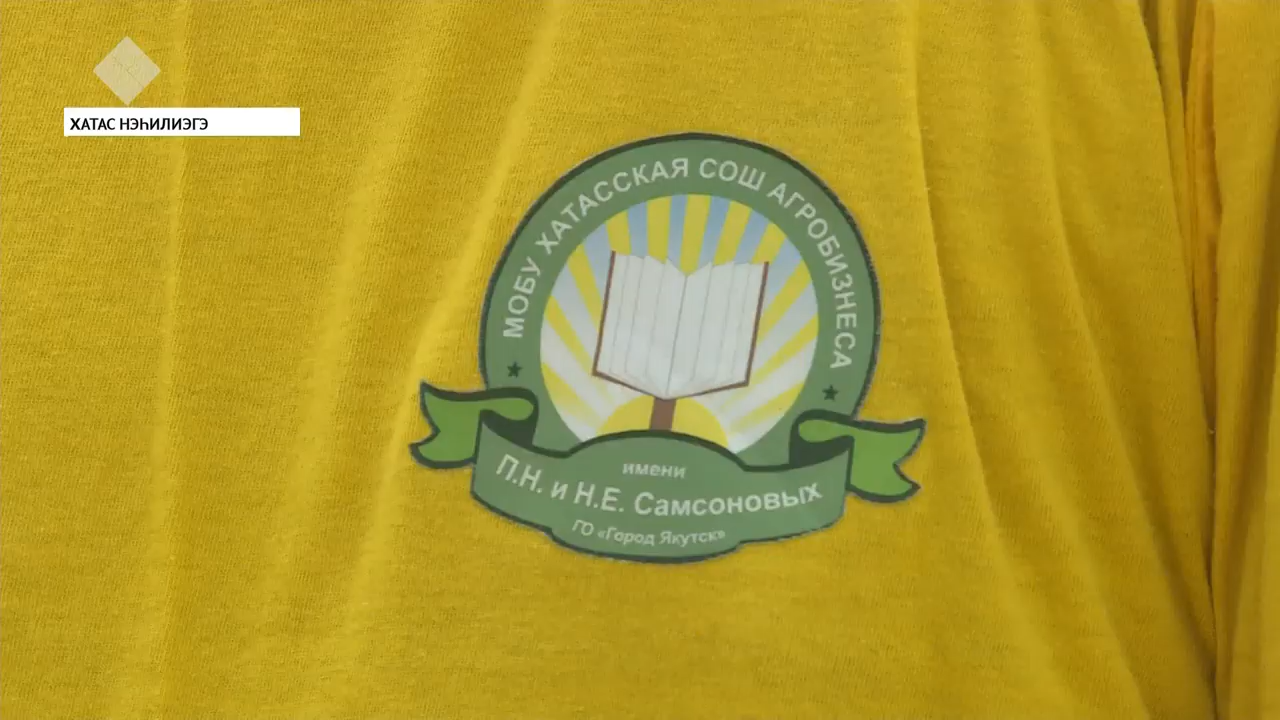 ХАТАС НЭҺИЛИЭГЭ
МОБУ ХАТАССКАЯ СОШ АГРОБИЗНЕСА
имени
П.Н. и Н.Е. Самсоновых
ГО «Город Якутск»